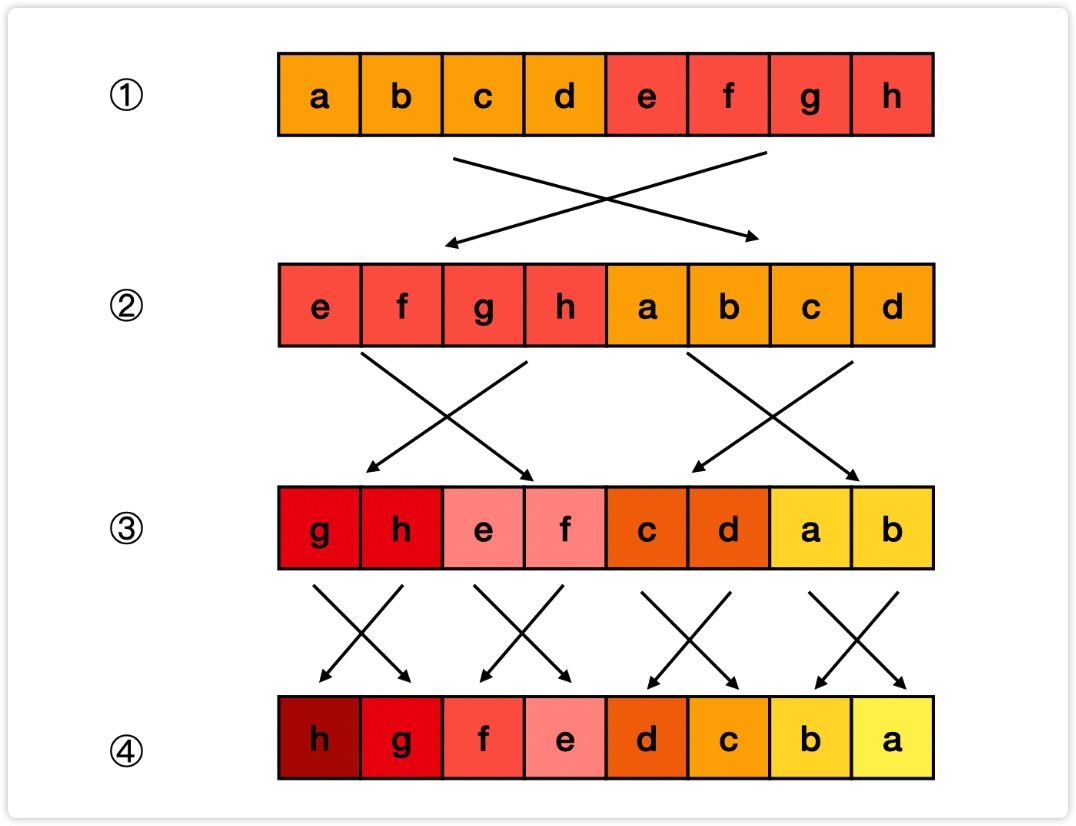 ① a b c d e f g h
② e f g h a b c d
③ g h e f c d a b
④ h g f e d c b a